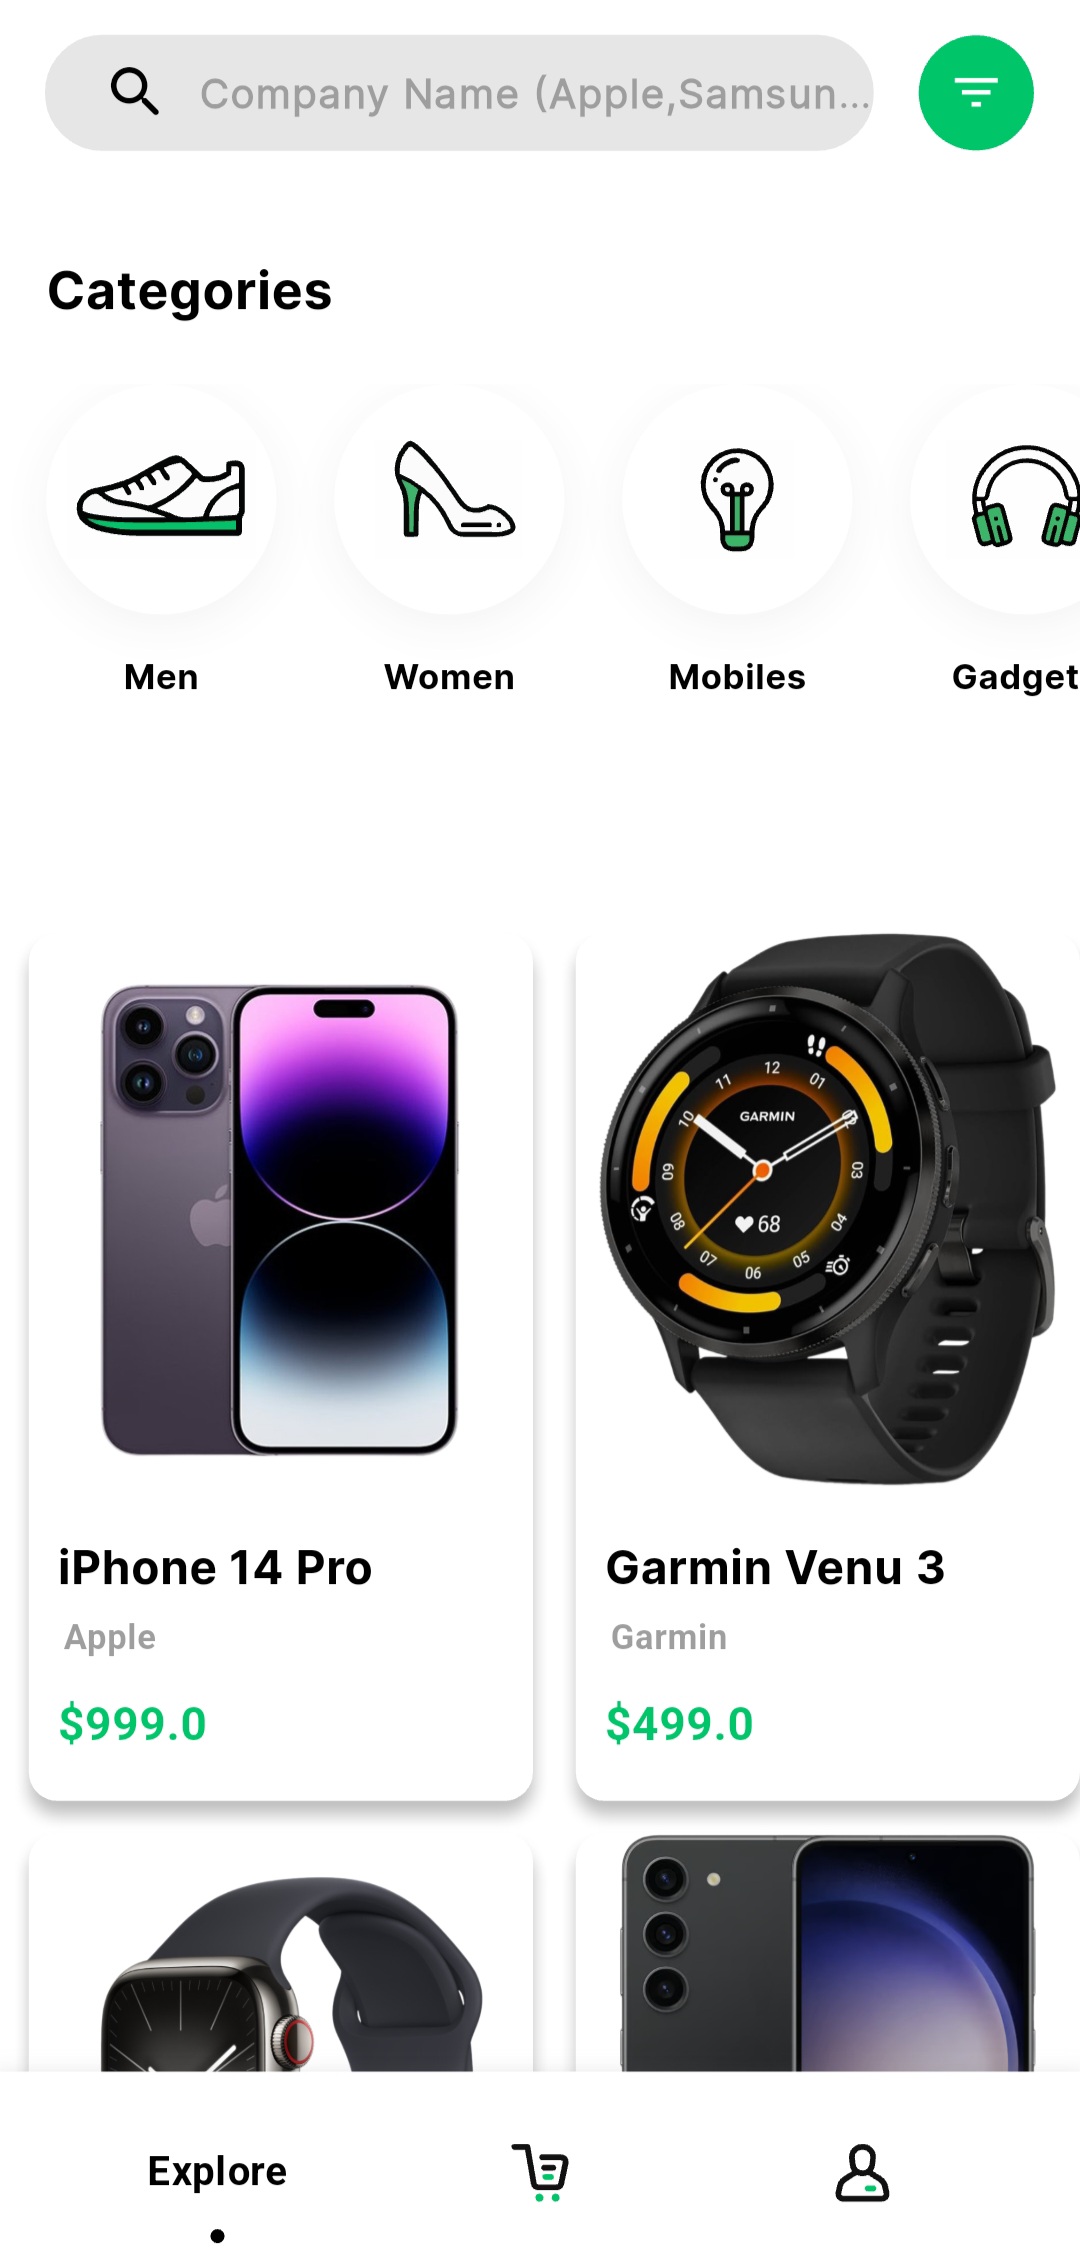 Company Name (Apple,Samsun...
Categories
Men
Women
Mobiles
Gadget
12
11
01
GARMIN
10
09
03
68
08
04
07
05
06
iPhone 14 Pro
Garmin Venu 3
Apple
Garmin
$999.0
$499.0
Explore